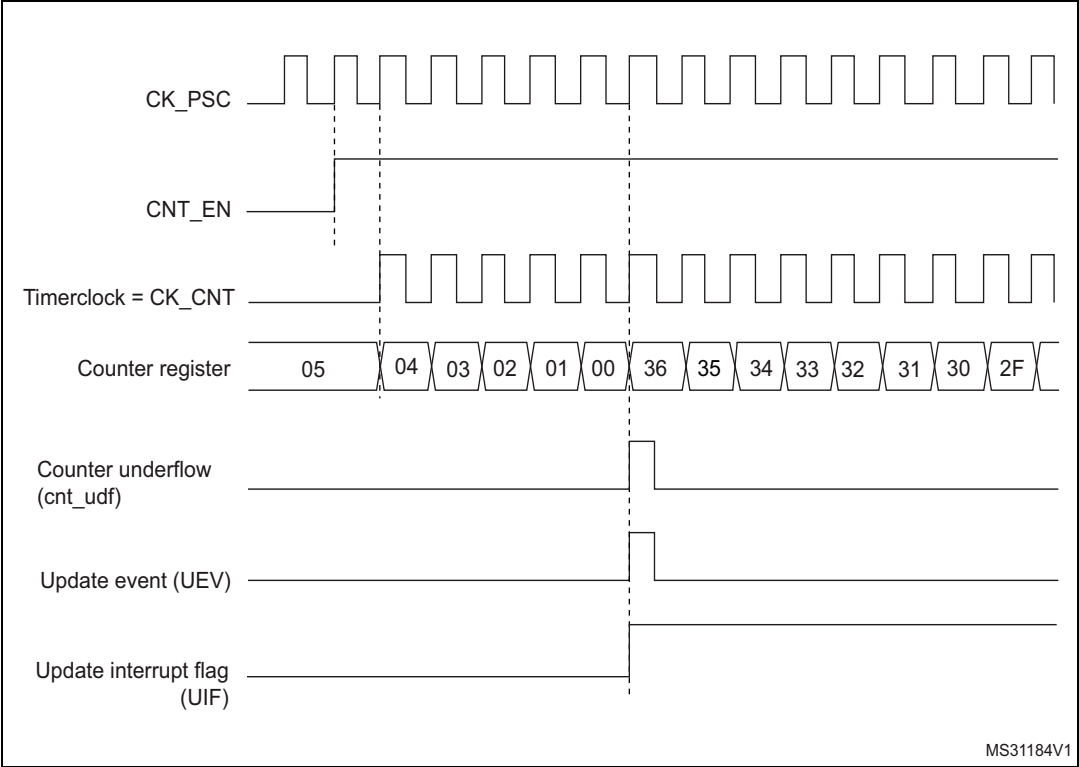 CK_PSC
CNT_EN
Timerclock = CK_CNT
Counter register
05 04 03 02 01 00 36 35 34 33 32 31 30 2F
Counter underflow
(cnt_udf)
Update event (UEV)
Update interrupt flag
(UIF)
MS31184V1